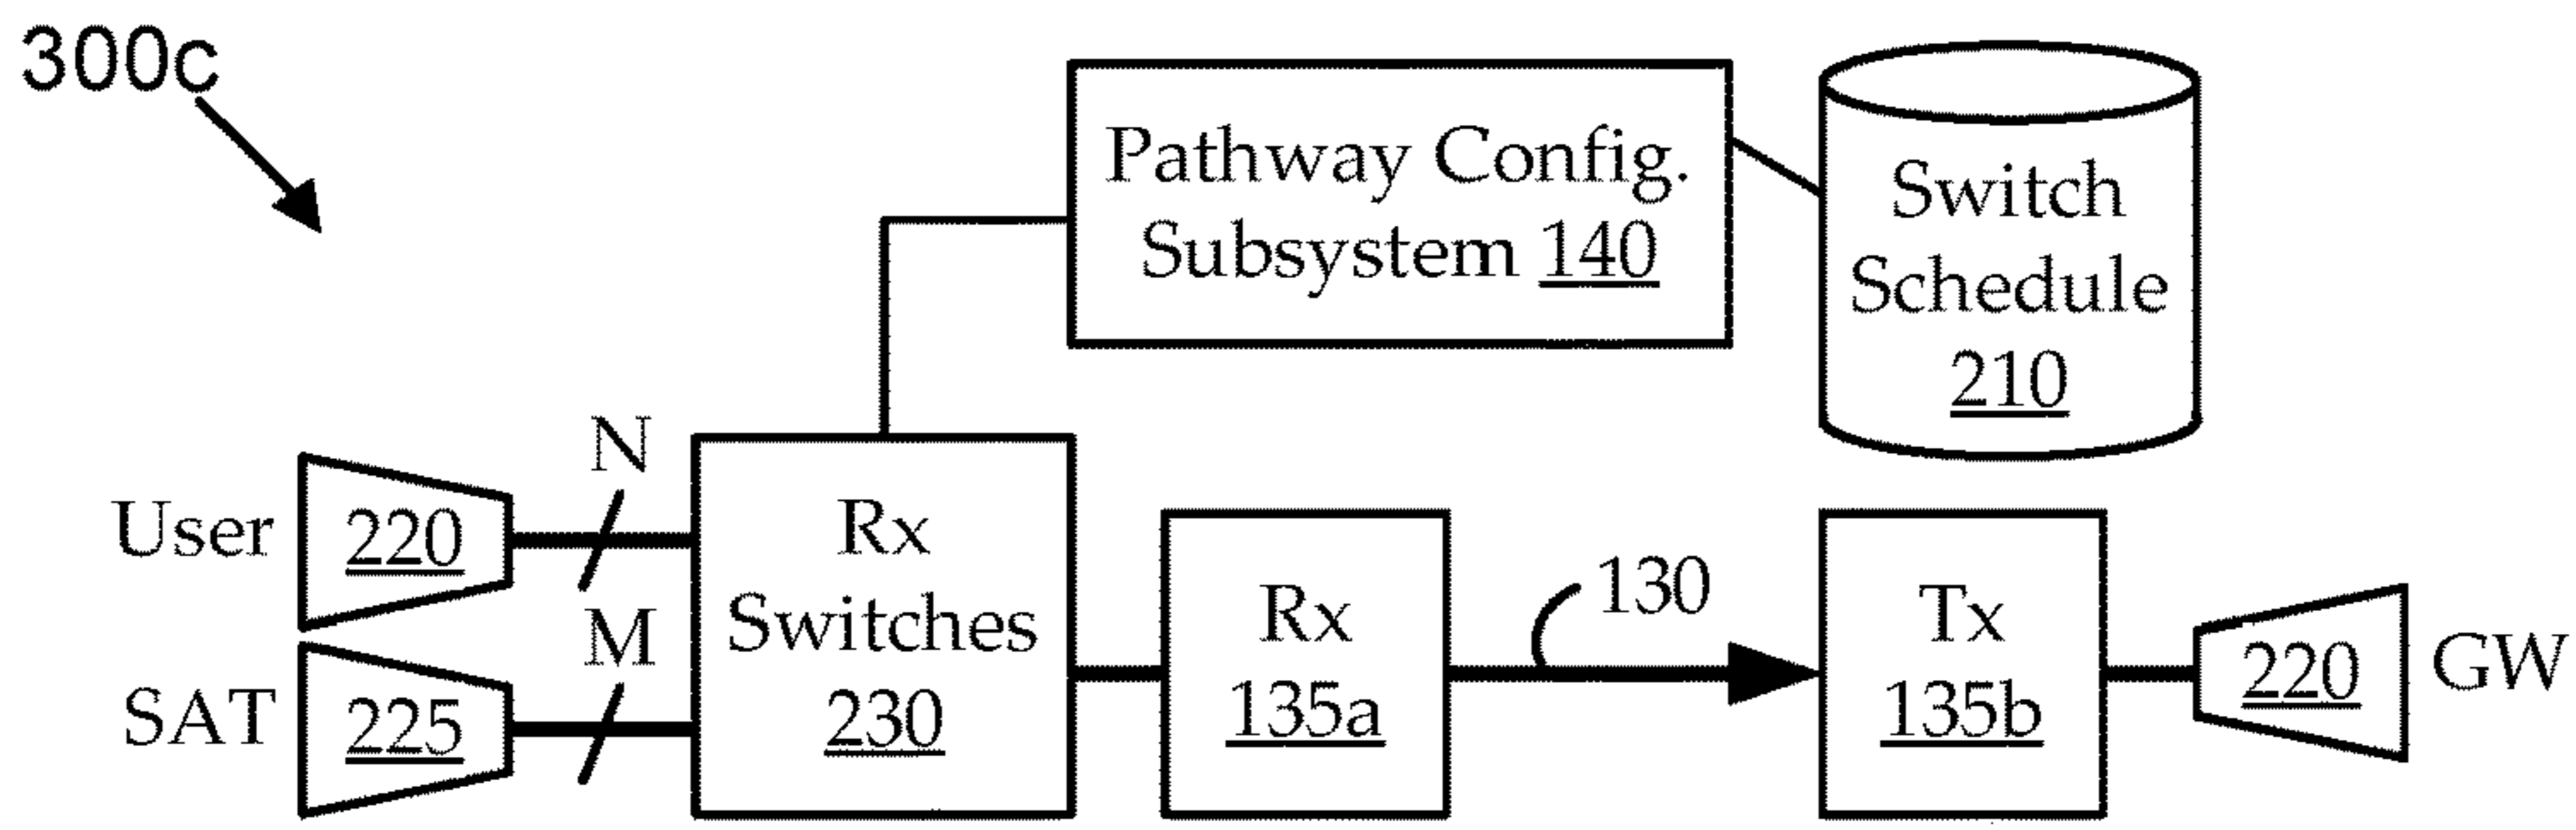 300c
Pathway Config.
Subsystem 140
Switch
Schedule
210
User
220
N
SAT
225
M
Rx
Switches
230
Rx
135a
130
Tx
135b
220
GW